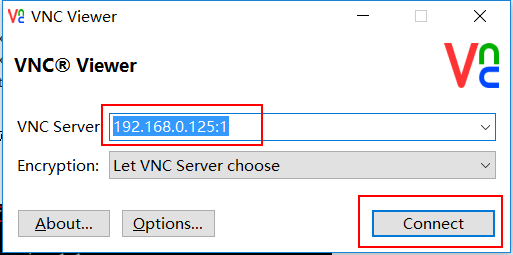 VNC Viewer
VNC® Viewer
VNC Server
192.168.0.125:1
Encryption: Let VNC Server choose
About... Options... Connect